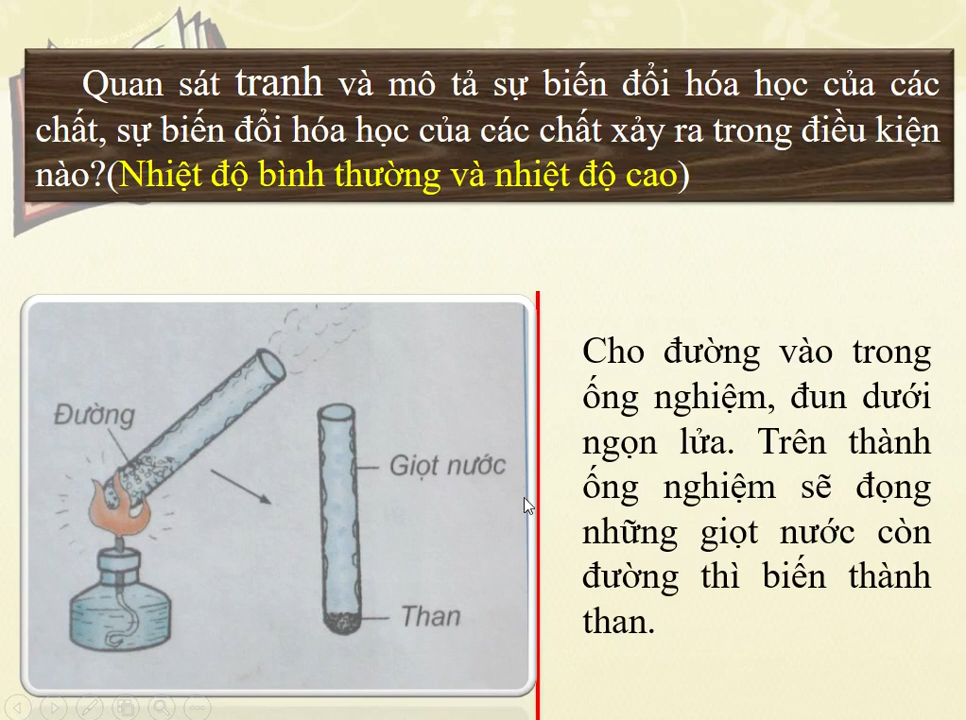 Quan sát tranh và mô tả sự biến đổi hóa học của các
chất, sự biến đổi hóa học của các chất xảy ra trong điều kiện
nào?(Nhiệt độ bình thường và nhiệt độ cao)
Đường
Giọt nước
Than
Cho đường vào trong
ống nghiệm, đun dưới
ngọn lửa. Trên thành
ống nghiệm sẽ đọng
những giọt nước còn
đường thì biến thành
than.